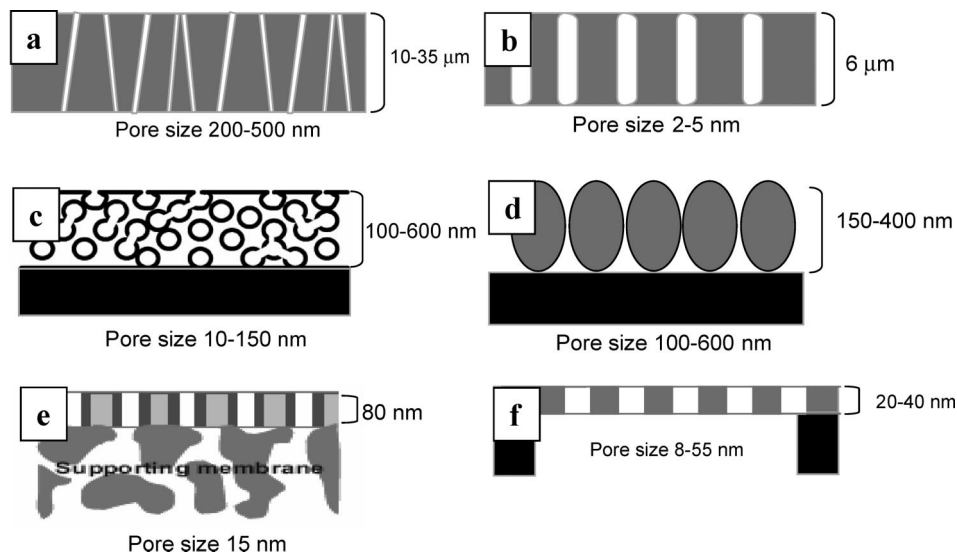 a
10-35 μm
Pore size 200-500 nm
b
6 μm
Pore size 2-5 nm
c
100-600 nm
Pore size 10-150 nm
d
150-400 nm
Pore size 100-600 nm
e
80 nm
Supporting membrane
Pore size 15 nm
f
20-40 nm
Pore size 8-55 nm